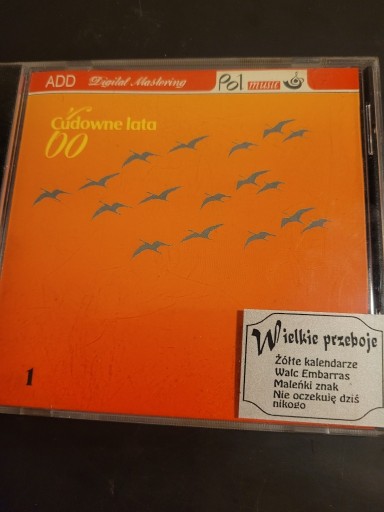 ADD Digital Mastering Pol music
Cudowne lata
60
Wielkie przeboje
Żółte kalendarze
Walc Embarras
Maleńki znak
Nie oczekuję dziś
nikogo
1